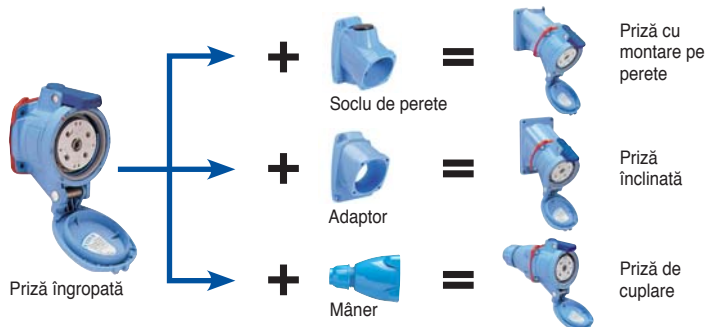 Priză îngropată
+
Soclu de perete
=
Priză cu
montare pe
perete
+
Adaptor
=
Priză
înclinată
+
Mâner
=
Priză de
cuplare